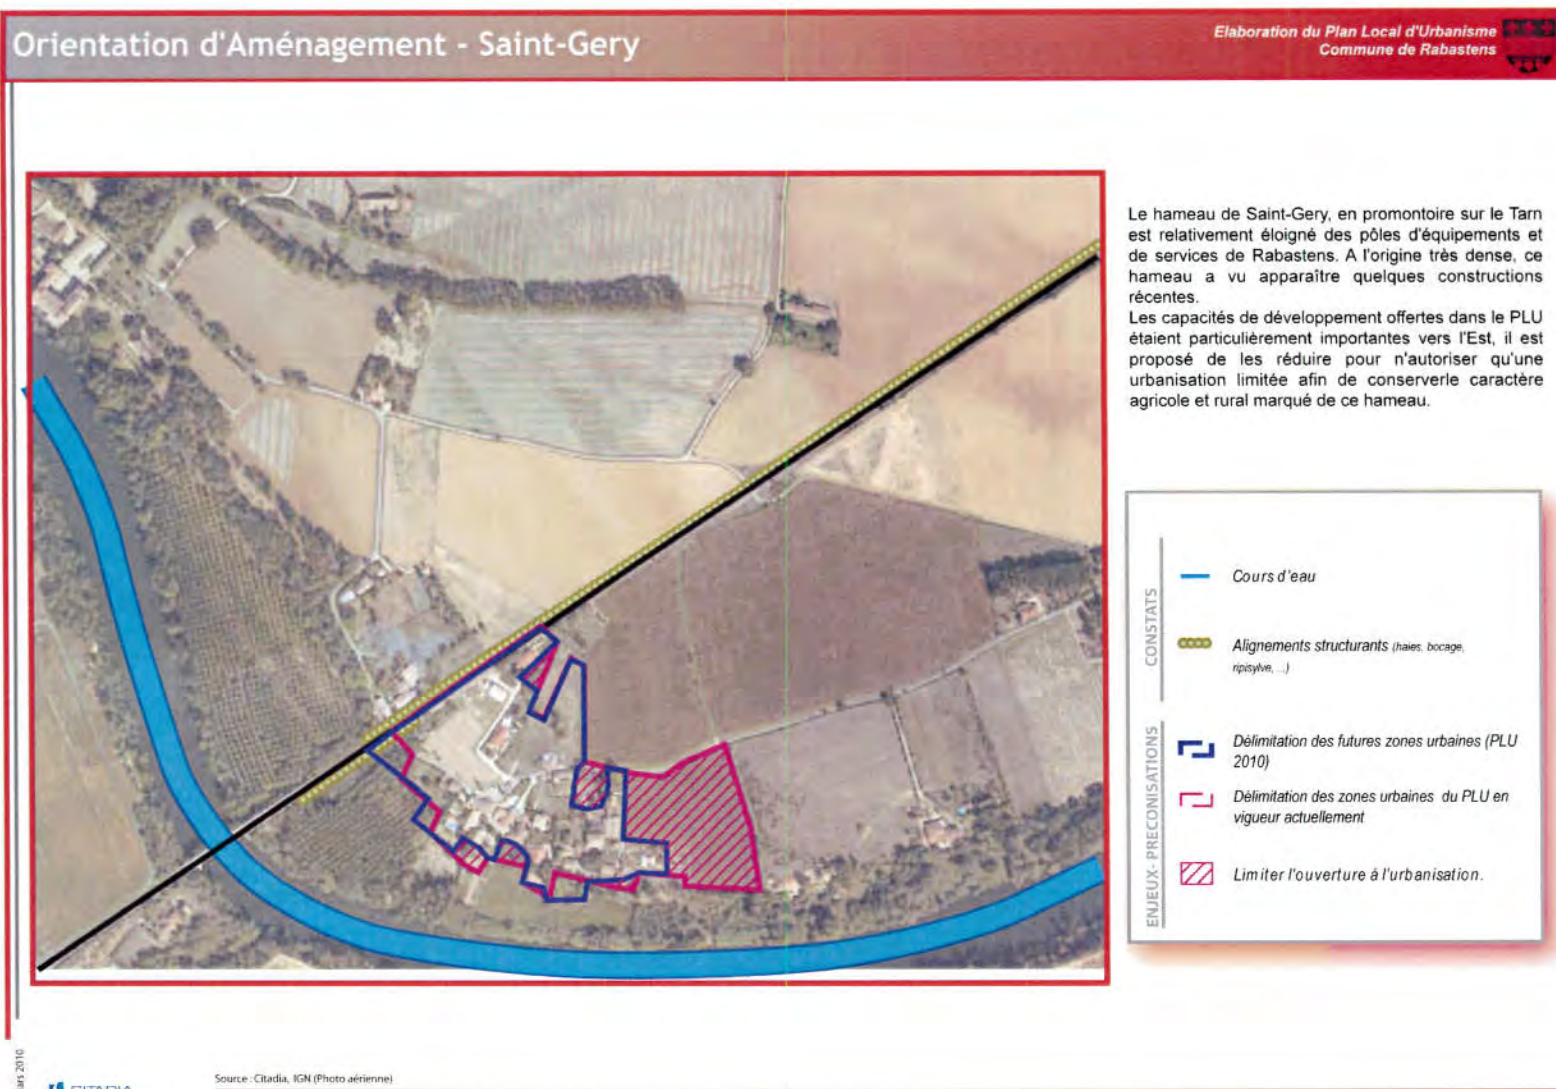 Orientation d'Aménagement - Saint-Gery
Elaboration du Plan Local d'Urbanisme
Commune de Rabastens
Le hameau de Saint-Gery, en promontoire sur le Tarn
est relativement éloigné des pôles d'équipements et
de services de Rabastens. A l'origine très dense, ce
hameau a vu apparaître quelques constructions
récentes.
Les capacités de développement offertes dans le PLU
étaient particulièrement importantes vers l'Est, il est
proposé de les réduire pour n'autoriser qu'une
urbanisation limitée afin de conserverle caractère
agricole et rural marqué de ce hameau.
CONSTATS
Cours d'eau
Alignements structurants (haies, bocage,
ripisylve, ...)
ENJEUX- PRECONISATIONS
Délimitation des futures zones urbaines (PLU
2010)
Délimitation des zones urbaines du PLU en
vigueur actuellement
Limiter l'ouverture à l'urbanisation.
2010
Source : Citadia, IGN (Photo aérienne)